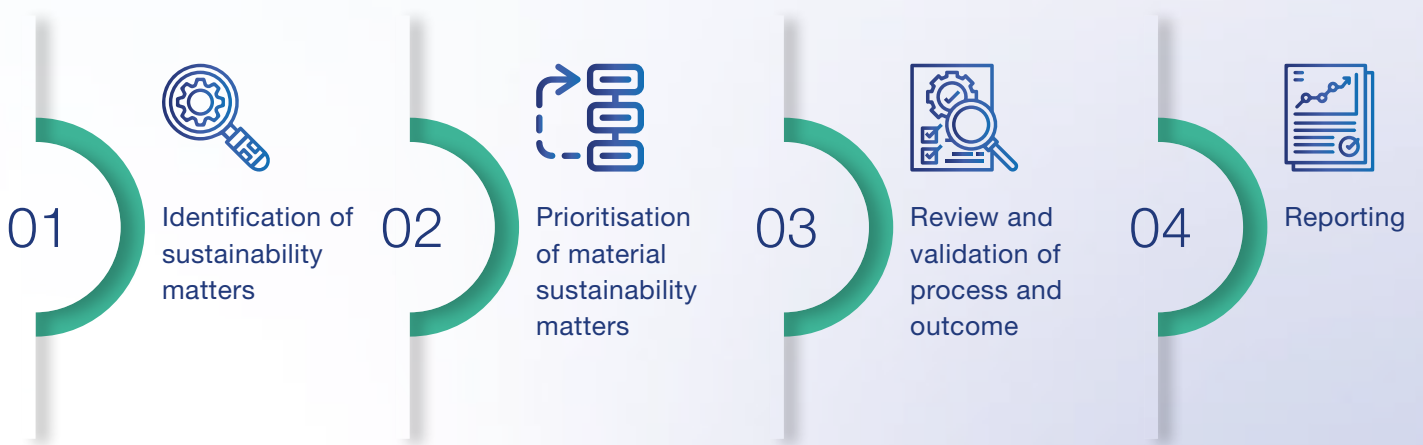 01
Identification of
sustainability
matters
02
Prioritisation
of material
sustainability
matters
03
Review and
validation of
process and
outcome
04
Reporting